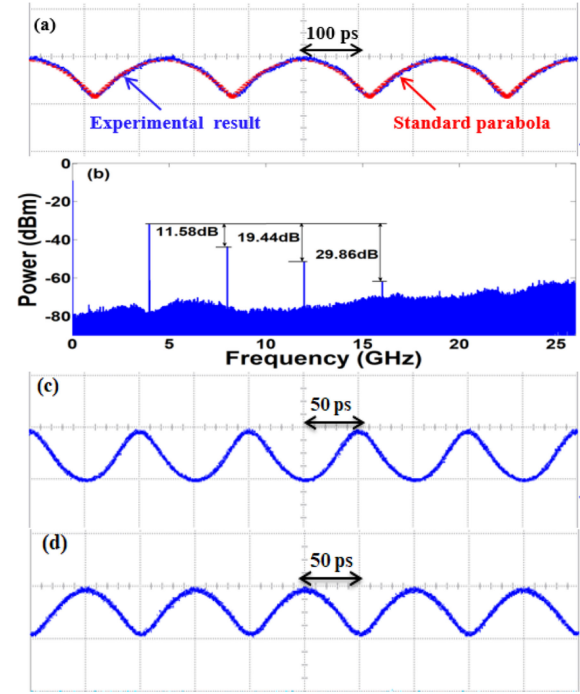 (a)
100 ps
Experimental result
Standard parabola
(b)
0
-20
-40
-60
-80
Power (dBm)
11.58dB
19.44dB
29.86dB
0
5
10
15
20
25
Frequency (GHz)
(c)
50 ps
(d)
50 ps